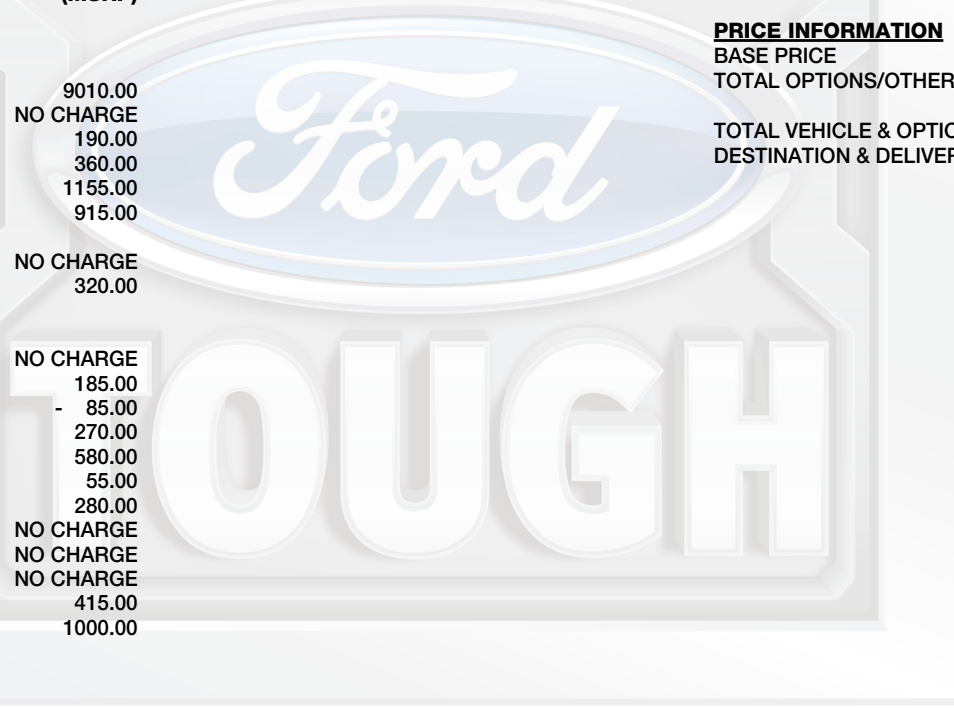 9010.00
NO CHARGE
190.00
360.00
1155.00
915.00
NO CHARGE
320.00
NO CHARGE
185.00
- 85.00
270.00
580.00
55.00
280.00
NO CHARGE
NO CHARGE
NO CHARGE
415.00
1000.00
PRICE INFORMATION
BASE PRICE
TOTAL OPTIONS/OTHER
TOTAL VEHICLE & OPTIO
DESTINATION & DELIVER
Ford
TOUGH